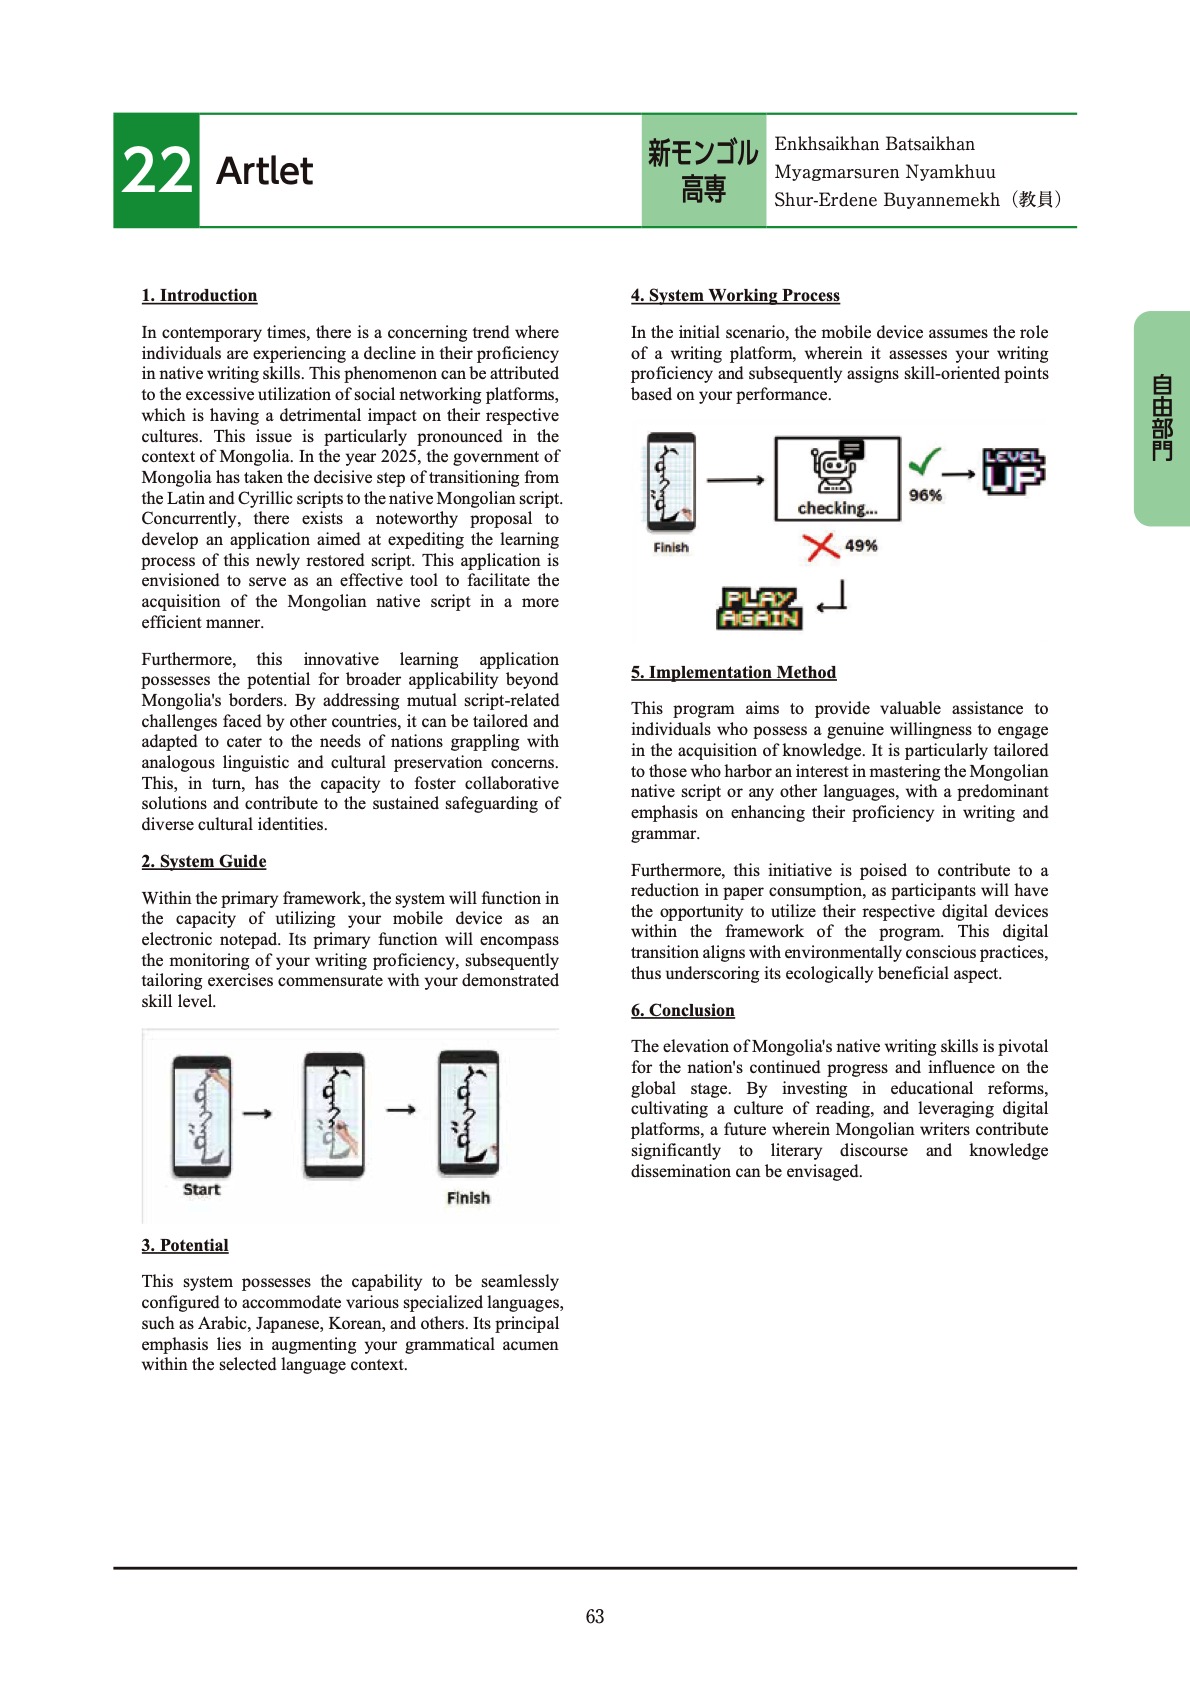 22
Artlet
新モンゴル
高専
Enkhsaikhan Batsaikhan
Myagmarsuren Nyamkhuu
Shur-Erdene Buyannemekh（教員）
自由部門
1. Introduction
In contemporary times, there is a concerning trend where
individuals are experiencing a decline in their proficiency
in native writing skills. This phenomenon can be attributed
to the excessive utilization of social networking platforms,
which is having a detrimental impact on their respective
cultures. This issue is particularly pronounced in the
context of Mongolia. In the year 2025, the government of
Mongolia has taken the decisive step of transitioning from
the Latin and Cyrillic scripts to the native Mongolian script.
Concurrently, there exists a noteworthy proposal to
develop an application aimed at expediting the learning
process of this newly restored script. This application is
envisioned to serve as an effective tool to facilitate the
acquisition of the Mongolian native script in a more
efficient manner.
Furthermore, this innovative learning application
possesses the potential for broader applicability beyond
Mongolia's borders. By addressing mutual script-related
challenges faced by other countries, it can be tailored and
adapted to cater to the needs of nations grappling with
analogous linguistic and cultural preservation concerns.
This, in turn, has the capacity to foster collaborative
solutions and contribute to the sustained safeguarding of
diverse cultural identities.
2. System Guide
Within the primary framework, the system will function in
the capacity of utilizing your mobile device as an
electronic notepad. Its primary function will encompass
the monitoring of your writing proficiency, subsequently
tailoring exercises commensurate with your demonstrated
skill level.
Start
Finish
3. Potential
This system possesses the capability to be seamlessly
configured to accommodate various specialized languages,
such as Arabic, Japanese, Korean, and others. Its principal
emphasis lies in augmenting your grammatical acumen
within the selected language context.
4. System Working Process
In the initial scenario, the mobile device assumes the role
of a writing platform, wherein it assesses your writing
proficiency and subsequently assigns skill-oriented points
based on your performance.
Finish
checking...
96%
LEVEL
UP
49%
PLAY
AGAIN
5. Implementation Method
This program aims to provide valuable assistance to
individuals who possess a genuine willingness to engage
in the acquisition of knowledge. It is particularly tailored
to those who harbor an interest in mastering the Mongolian
native script or any other languages, with a predominant
emphasis on enhancing their proficiency in writing and
grammar.
Furthermore, this initiative is poised to contribute to a
reduction in paper consumption, as participants will have
the opportunity to utilize their respective digital devices
within the framework of the program. This digital
transition aligns with environmentally conscious practices,
thus underscoring its ecologically beneficial aspect.
6. Conclusion
The elevation of Mongolia's native writing skills is pivotal
for the nation's continued progress and influence on the
global stage. By investing in educational reforms,
cultivating a culture of reading, and leveraging digital
platforms, a future wherein Mongolian writers contribute
significantly to literary discourse and knowledge
dissemination can be envisaged.
63